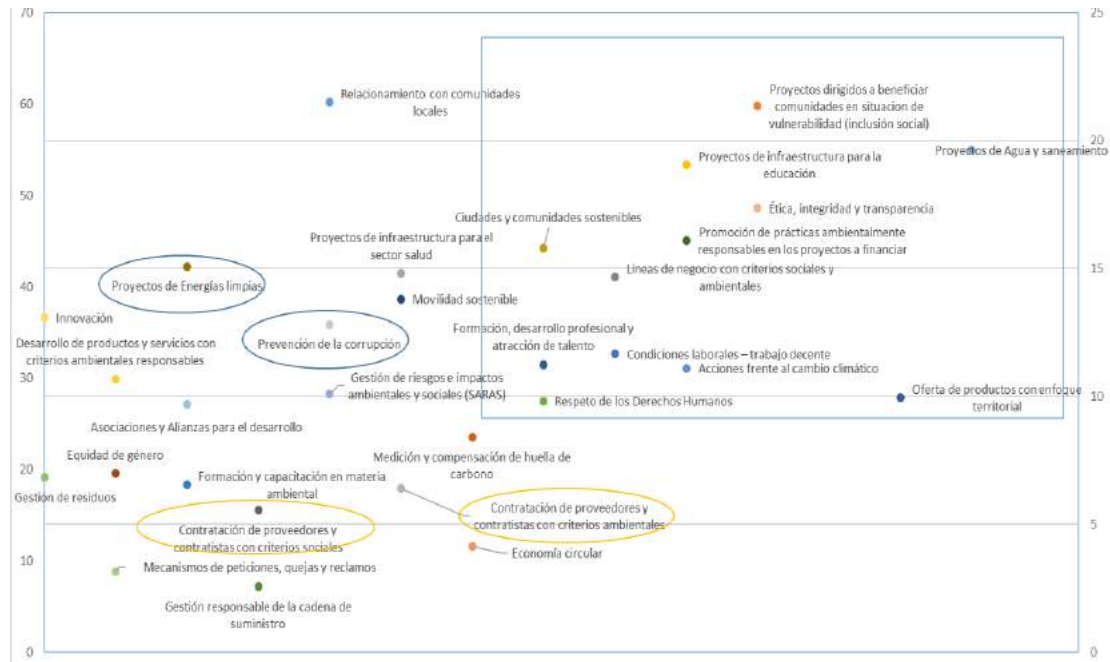 70
60
50
40
30
20
10
0
25
20
15
10
5
0
Relacionamiento con comunidades
locales
Proyectos dirigidos a beneficiar
comunidades en situacion de
vulnerabilidad (inclusión social)
Proyectos de Agua y saneamiento
Proyectos de infraestructura para la
educación
Ética, integridad y transparencia
Ciudades y comunidades sostenibles
Promoción de prácticas ambientalmente
responsables en los proyectos a financiar
Proyectos de infraestructura para el
sector salud
Líneas de negocio con criterios sociales y
ambientales
Proyectos de Energías limpias
Movilidad sostenible
Innovación
Prevención de la corrupción
Formación, desarrollo profesional y
atracción de talento
Desarrollo de productos y servicios con
criterios ambientales responsables
Condiciones laborales – trabajo decente
Acciones frente al cambio climático
Gestión de riesgos e impactos
ambientales y sociales (SARAS)
Respeto de los Derechos Humanos
Oferta de productos con enfoque
territorial
Asociaciones y Alianzas para el desarrollo
Equidad de género
Medición y compensación de huella de
carbono
Gestión de residuos
Formación y capacitación en materia
ambiental
Contratación de proveedores y
contratistas con criterios ambientales
Contratación de proveedores y
contratistas con criterios sociales
Economía circular
Mecanismos de peticiones, quejas y reclamos
Gestión responsable de la cadena de
suministro